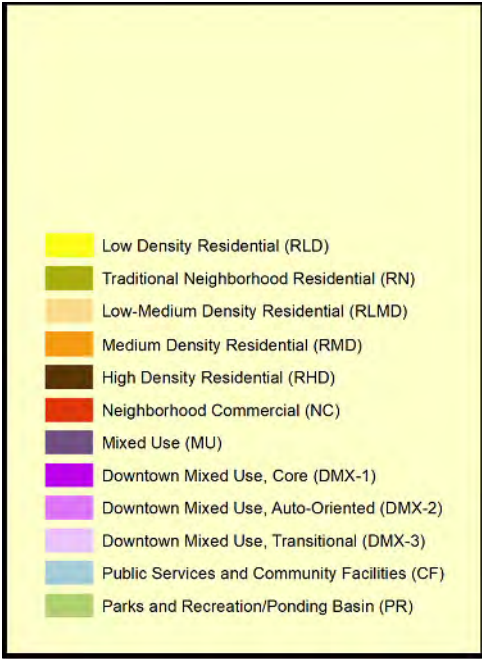 Low Density Residential (RLD)
Traditional Neighborhood Residential (RN)
Low-Medium Density Residential (RLMD)
Medium Density Residential (RMD)
High Density Residential (RHD)
Neighborhood Commercial (NC)
Mixed Use (MU)
Downtown Mixed Use, Core (DMX-1)
Downtown Mixed Use, Auto-Oriented (DMX-2)
Downtown Mixed Use, Transitional (DMX-3)
Public Services and Community Facilities (CF)
Parks and Recreation/Ponding Basin (PR)